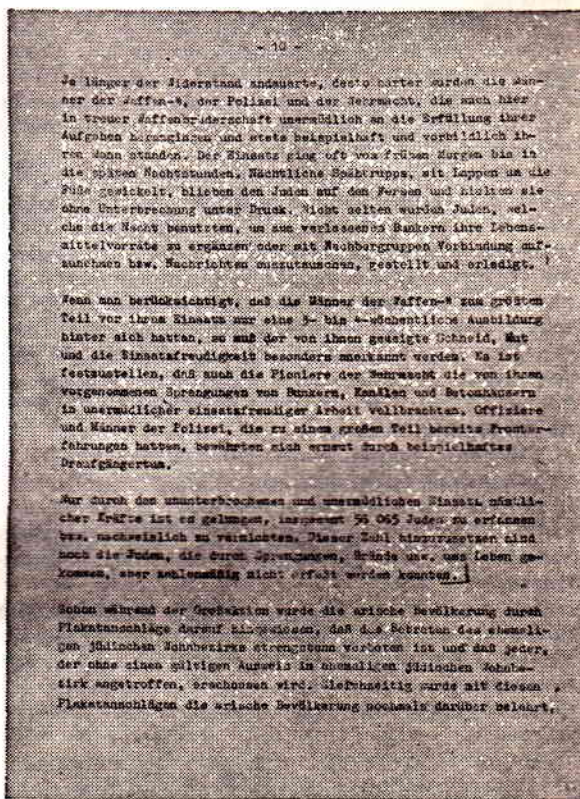 - 10 -
Je länger der Widerstand andauerte, desto härter wurden die Män-
ner der Waffen-ᛋᛋ, der Polizei und der Wehrmacht, die auch hier
in treuer Waffenbrüderschaft unermüdlich an die Erfüllung ihrer
Aufgaben herangingen und stets beispielhaft und vorbildlich ih-
ren Mann standen. Der Einsatz ging oft vom frühen Morgen bis in
die späten Nachtstunden. Nächtliche Spähtrupps, mit Lappen um die
Füße gewickelt, blieben den Juden auf den Fersen und hielten sie
ohne Unterbrechung unter Druck. Nicht selten wurden Juden, wel-
che die Nacht benutzten, um aus verlassenen Bunkern ihre Lebens-
mittelvorräte zu ergänzen oder mit Nachbargruppen Verbindung auf-
zunehmen bzw. Nachrichten auszutauschen, gestellt und erledigt.
Wenn man berücksichtigt, daß die Männer der Waffen-ᛋᛋ zum größten
Teil vor ihrem Einsatz nur eine 3- bis 4-wöchentliche Ausbildung
hinter sich hatten, so muß der von ihnen gezeigte Schneid, Mut
und die Einsatzfreudigkeit besonders anerkannt werden. Es ist
festzustellen, daß auch die Pioniere der Wehrmacht die von ihnen
vorgenommenen Sprengungen von Bunkern, Kanälen und Betonhäusern
in unermüdlicher einsatzfreudiger Arbeit vollbrachten. Offiziere
und Männer der Polizei, die zu einem großen Teil bereits Fronter-
fahrungen hatten, bewährten sich erneut durch beispielhaftes
Draufgängertum.
Nur durch den ununterbrochenen und unermüdlichen Einsatz sämtli-
cher Kräfte ist es gelungen, insgesamt 56 065 Juden zu erfassen
bzw. nachweislich zu vernichten. Dieser Zahl hinzuzusetzen sind
noch die Juden, die durch Sprengungen, Brände usw. ums Leben ge-
kommen, aber zahlenmäßig nicht erfaßt werden konnten.
Schon während der Großaktion wurde die arische Bevölkerung durch
Plakatanschläge darauf hingewiesen, daß das Betreten des ehemali-
gen jüdischen Wohnbezirks strengstens verboten ist und daß jeder,
der ohne einen gültigen Ausweis im ehemaligen jüdischen Wohnbe-
zirk angetroffen, erschossen wird. Gleichzeitig wurde mit diesen
Plakatanschlägen die arische Bevölkerung nochmals darüber belehrt,